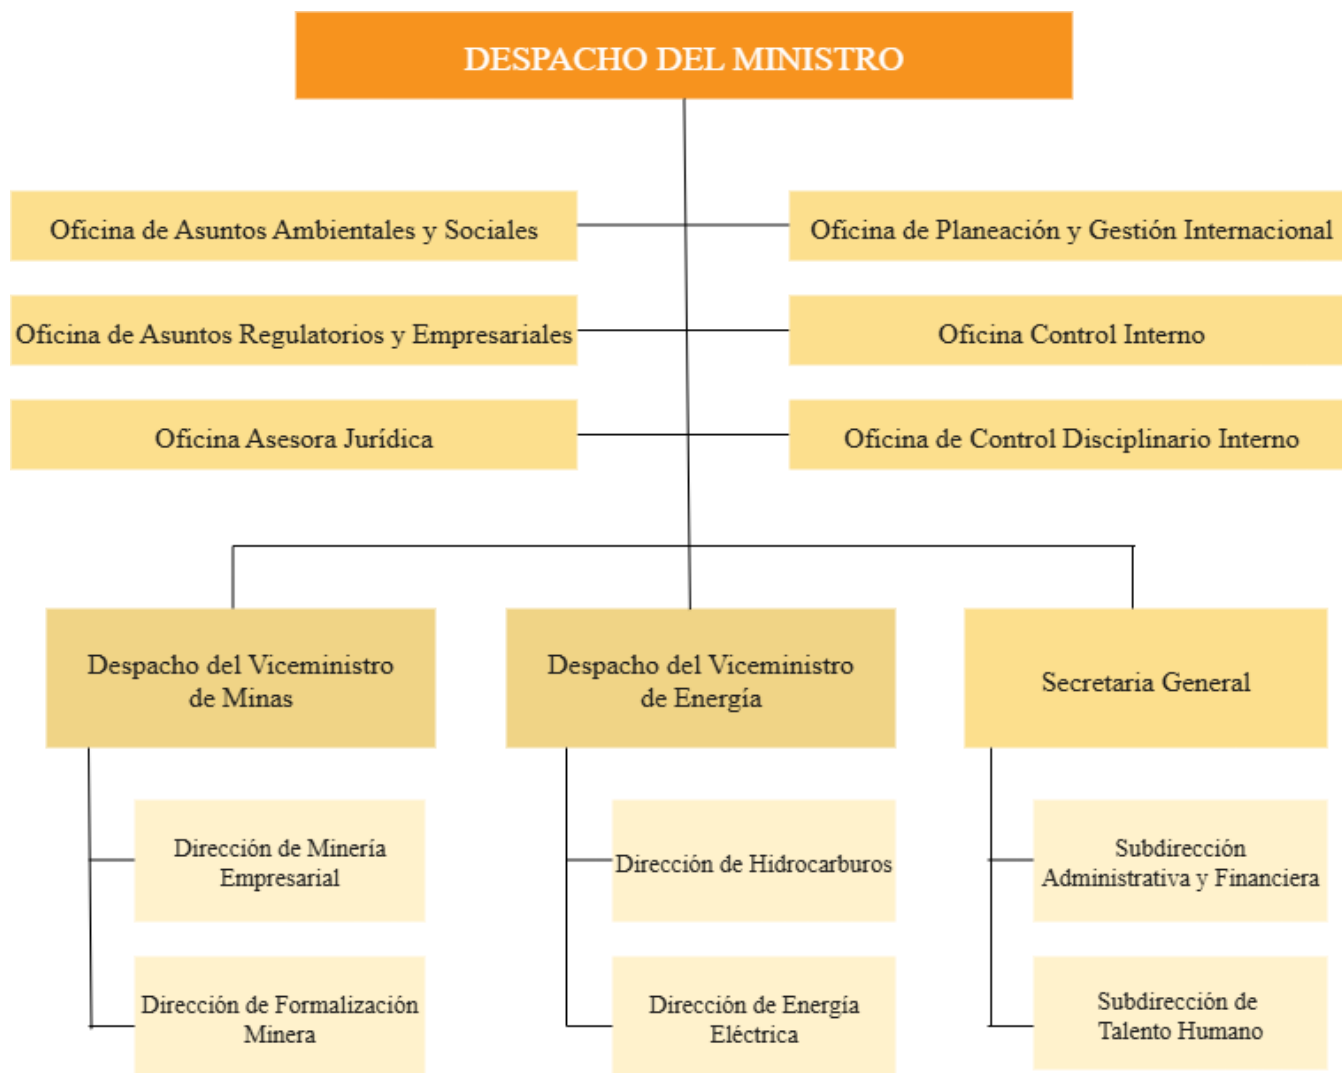 DESPACHO DEL MINISTRO
Oficina de Asuntos Ambientales y Sociales
Oficina de Planeación y Gestión Internacional
Oficina de Asuntos Regulatorios y Empresariales
Oficina Control Interno
Oficina Asesora Jurídica
Oficina de Control Disciplinario Interno
Despacho del Viceministro
de Minas
Despacho del Viceministro
de Energía
Secretaria General
Dirección de Minería
Empresarial
Dirección de Hidrocarburos
Subdirección
Administrativa y Financiera
Dirección de Formalización
Minera
Dirección de Energía
Eléctrica
Subdirección de
Talento Humano